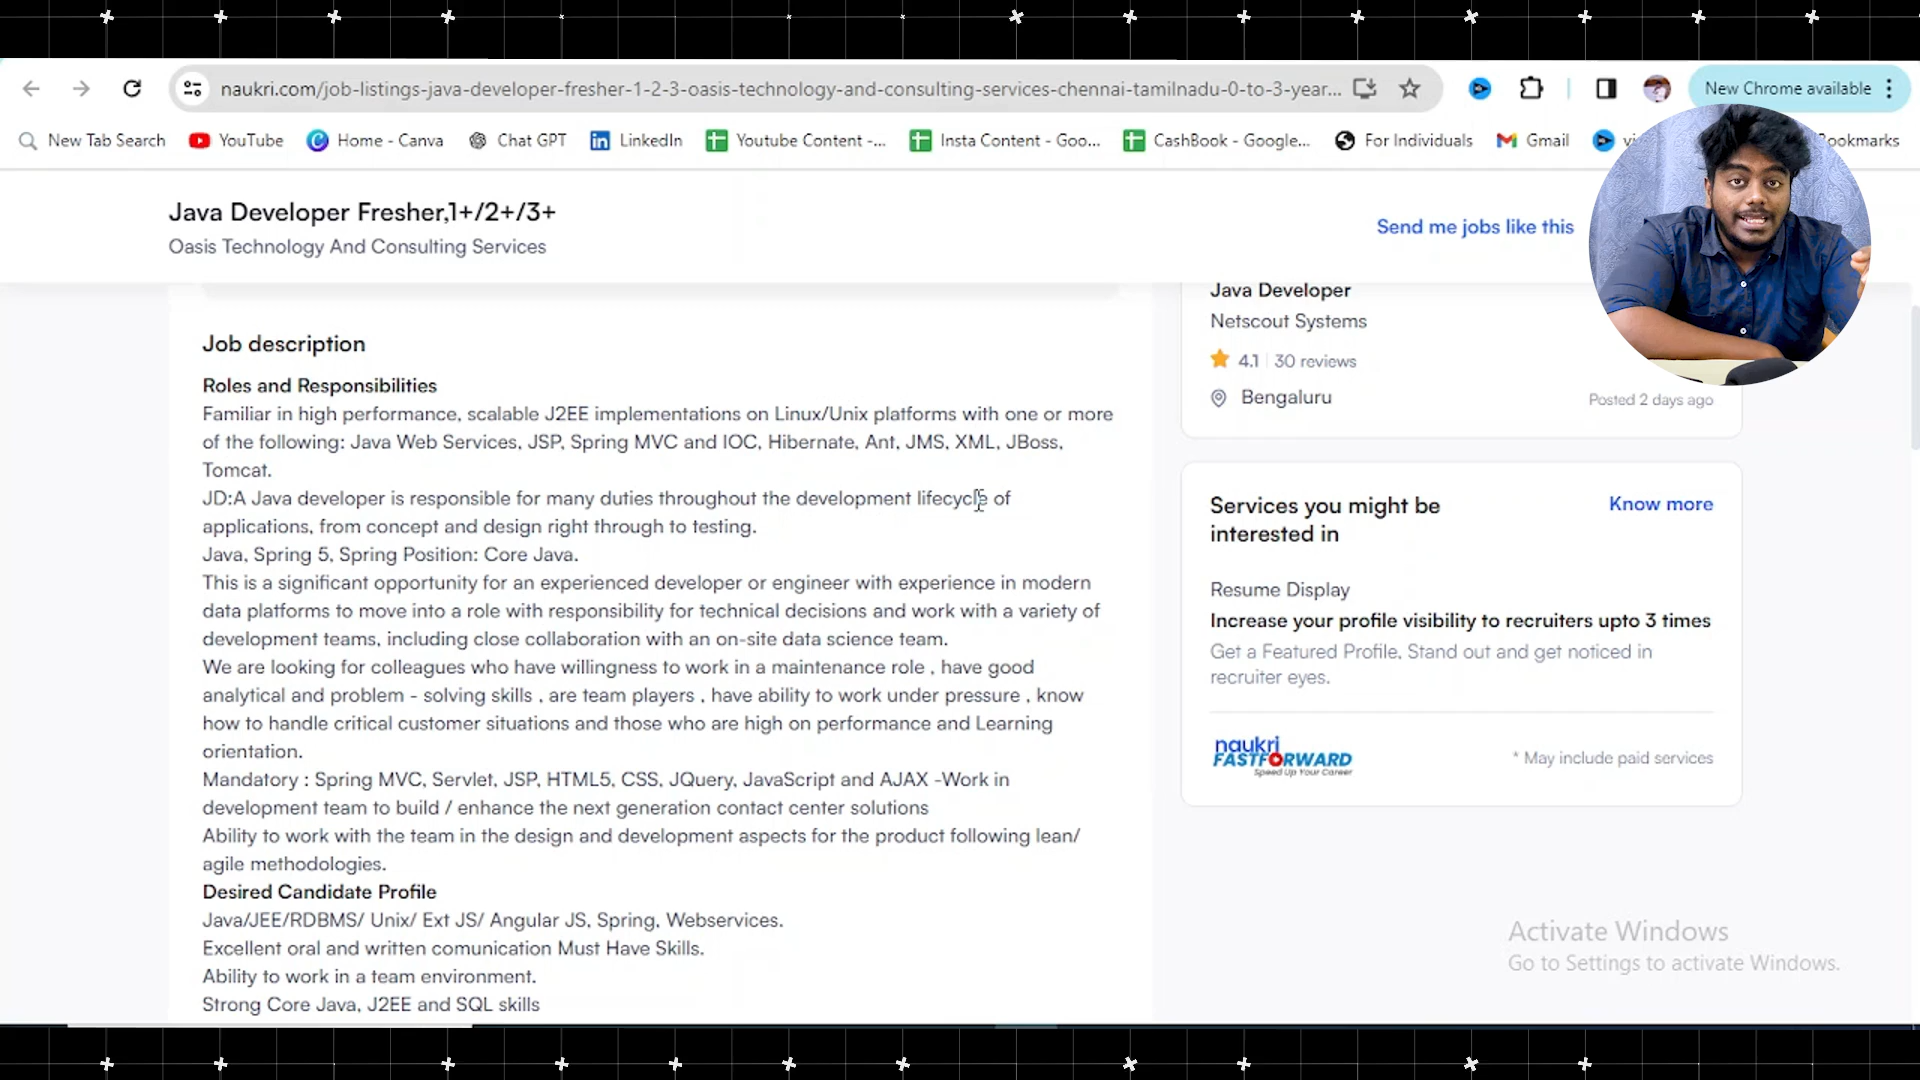 naukri.com/job-listings-java-developer-fresher-1-2-3-oasis-technology-and-consulting-services-chennai-tamilnadu-0-to-3-year...
New Chrome available
New Tab Search
YouTube
Home - Canva
Chat GPT
LinkedIn
Youtube Content -...
Insta Content - Goo...
CashBook - Google...
For Individuals
Gmail
Java Developer Fresher,1+/2+/3+
Oasis Technology And Consulting Services
Send me jobs like this
Job description
Roles and Responsibilities
Familiar in high performance, scalable J2EE implementations on Linux/Unix platforms with one or more
of the following: Java Web Services, JSP, Spring MVC and IOC, Hibernate, Ant, JMS, XML, JBoss,
Tomcat.
JD:A Java developer is responsible for many duties throughout the development lifecycle of
applications, from concept and design right through to testing.
Java, Spring 5, Spring Position: Core Java.
This is a significant opportunity for an experienced developer or engineer with experience in modern
data platforms to move into a role with responsibility for technical decisions and work with a variety of
development teams, including close collaboration with an on-site data science team.
We are looking for colleagues who have willingness to work in a maintenance role , have good
analytical and problem - solving skills , are team players , have ability to work under pressure , know
how to handle critical customer situations and those who are high on performance and Learning
orientation.
Mandatory : Spring MVC, Servlet, JSP, HTML5, CSS, JQuery, JavaScript and AJAX -Work in
development team to build / enhance the next generation contact center solutions
Ability to work with the team in the design and development aspects for the product following lean/
agile methodologies.
Desired Candidate Profile
Java/JEE/RDBMS/ Unix/ Ext JS/ Angular JS, Spring, Webservices.
Excellent oral and written comunication Must Have Skills.
Ability to work in a team environment.
Strong Core Java, J2EE and SQL skills
Java Developer
Netscout Systems
4.1 | 30 reviews
Bengaluru
Posted 2 days ago
Services you might be
interested in
Know more
Resume Display
Increase your profile visibility to recruiters upto 3 times
Get a Featured Profile, Stand out and get noticed in
recruiter eyes.
naukri
FASTFORWARD
Speed Up Your Career
* May include paid services
Activate Windows
Go to Settings to activate Windows.